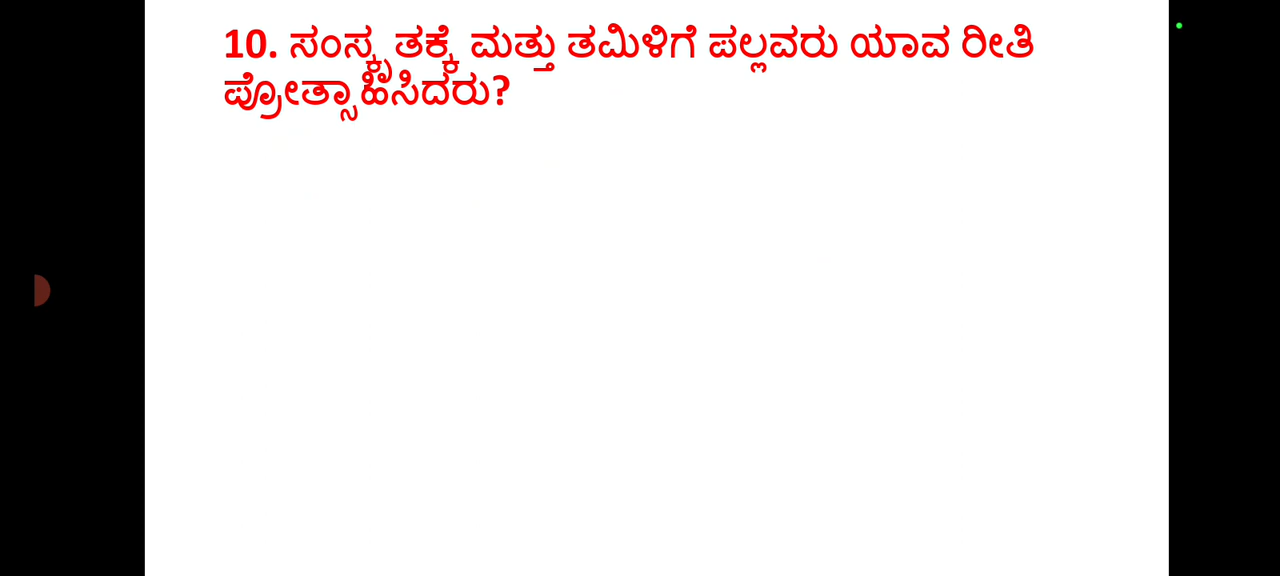 10. ಸಂಸ್ಕೃತಕ್ಕೆ ಮತ್ತು ತಮಿಳಿಗೆ ಪಲ್ಲವರು ಯಾವ ರೀತಿ
ಪ್ರೋತ್ಸಾಹಿಸಿದರು?